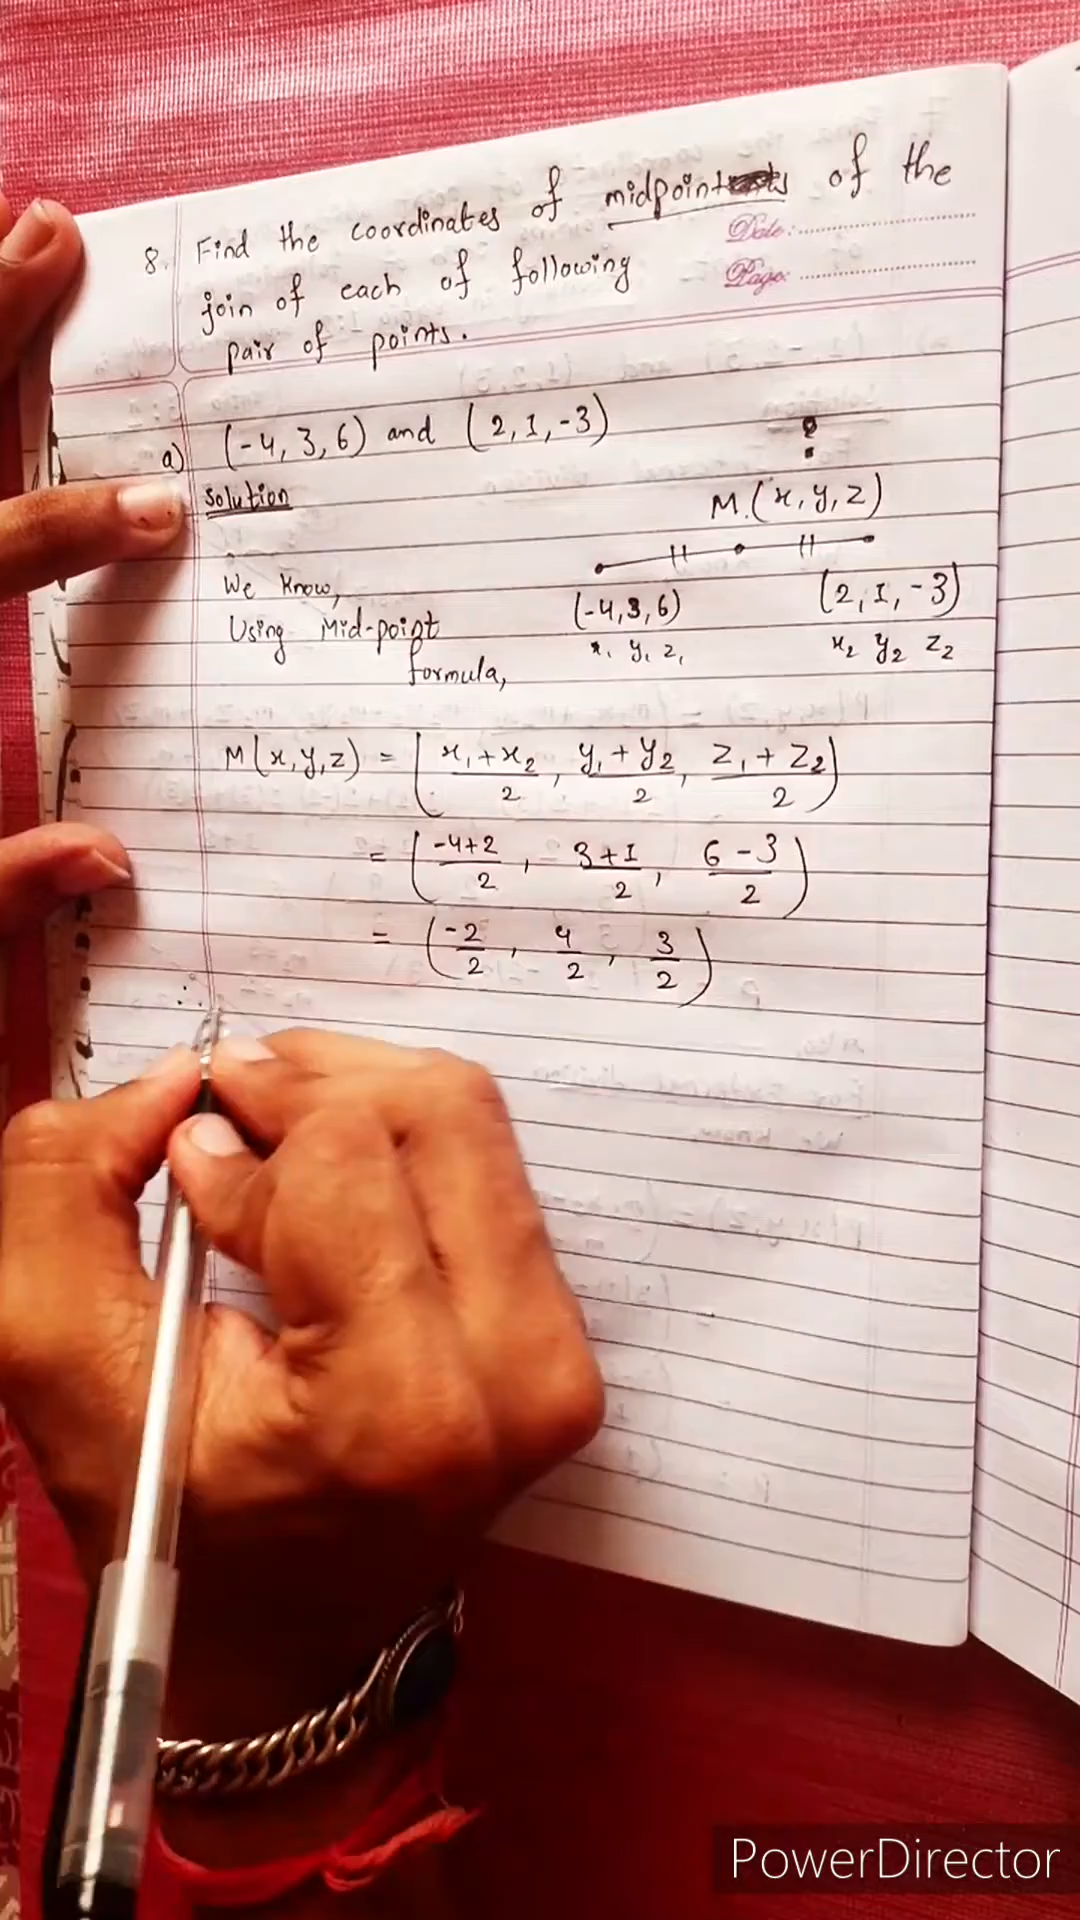 8. Find the coordinates of midpoints of the
Date:
join of each of following
Page:
pair of points.
a) (-4, 3, 6) and (2, 1, -3)
Solution
M (x, y, z)
We know,
(-4, 3, 6) (2, 1, -3)
Using Mid-point
x₁ y₁ z₁ x₂ y₂ z₂
formula,
M(x, y, z) = (x₁+x₂/2, y₁+y₂/2, z₁+z₂/2)
= (-4+2/2, 3+1/2, 6-3/2)
= (-2/2, 4/2, 3/2)
∴
PowerDirector